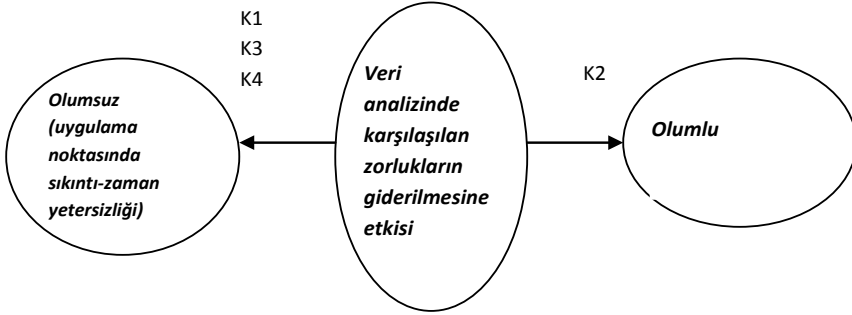 K1
K3
K4
Olumsuz
(uygulama
noktasında
sıkıntı-zaman
yetersizliği)
Veri
analizinde
karşılaşılan
zorlukların
giderilmesine
etkisi
K2
Olumlu